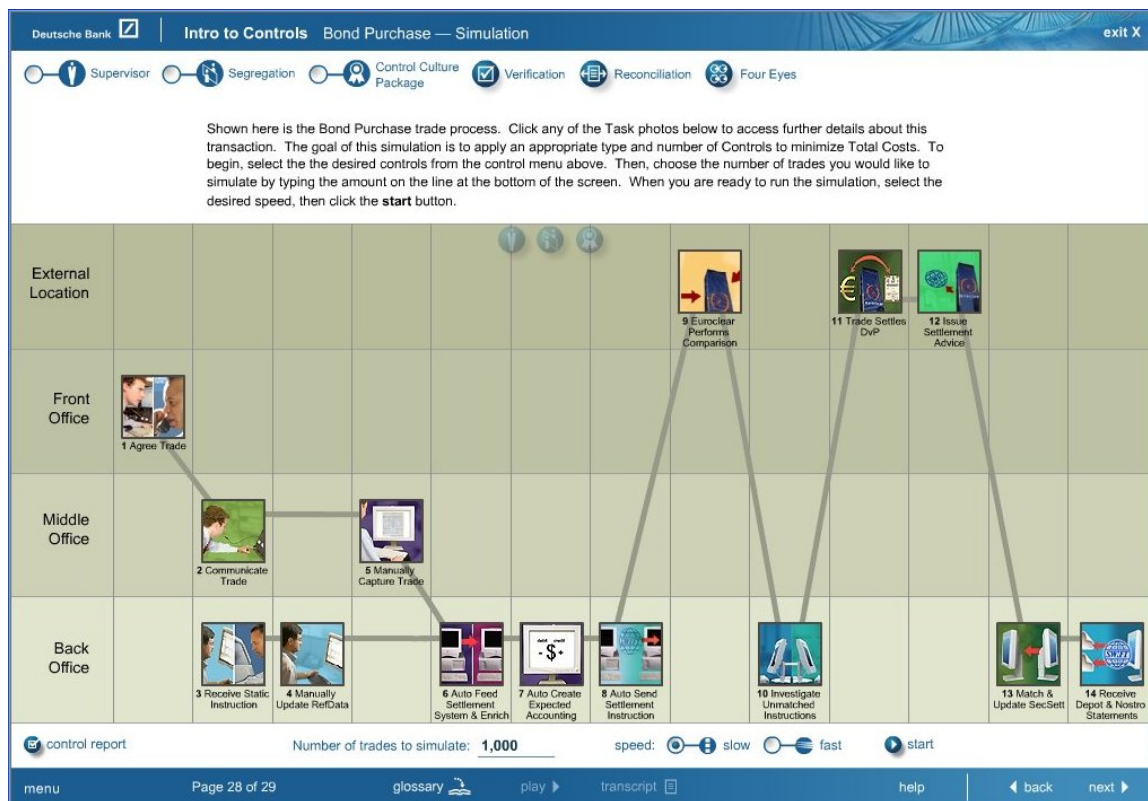 Deutsche Bank
Intro to Controls Bond Purchase — Simulation
exit X
Supervisor
Segregation
Control Culture
Package
Verification
Reconciliation
Four Eyes
Shown here is the Bond Purchase trade process. Click any of the Task photos below to access further details about this
transaction. The goal of this simulation is to apply an appropriate type and number of Controls to minimize Total Costs. To
begin, select the the desired controls from the control menu above. Then, choose the number of trades you would like to
simulate by typing the amount on the line at the bottom of the screen. When you are ready to run the simulation, select the
desired speed, then click the start button.
External
Location
9 Euroclear
Performs
Comparison
11 Trade Settles
DvP
12 Issue
Settlement
Advice
Front
Office
1 Agree Trade
Middle
Office
2 Communicate
Trade
5 Manually
Capture Trade
Back
Office
3 Receive Static
Instruction
4 Manually
Update RefData
6 Auto Feed
Settlement
System & Enrich
7 Auto Create
Expected
Accounting
8 Auto Send
Settlement
Instruction
10 Investigate
Unmatched
Instructions
13 Match &
Update SecSett
14 Receive
Depot & Nostro
Statements
control report
Number of trades to simulate: 1,000
speed:
slow
fast
start
menu
Page 28 of 29
glossary
play
transcript
help
back
next